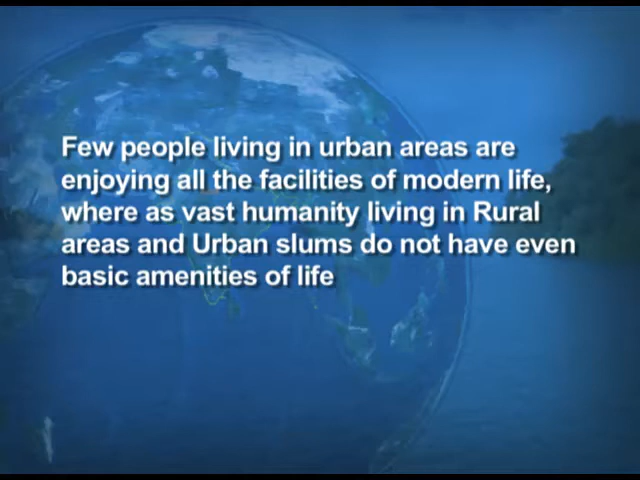 Few people living in urban areas are
enjoying all the facilities of modern life,
where as vast humanity living in Rural
areas and Urban slums do not have even
basic amenities of life